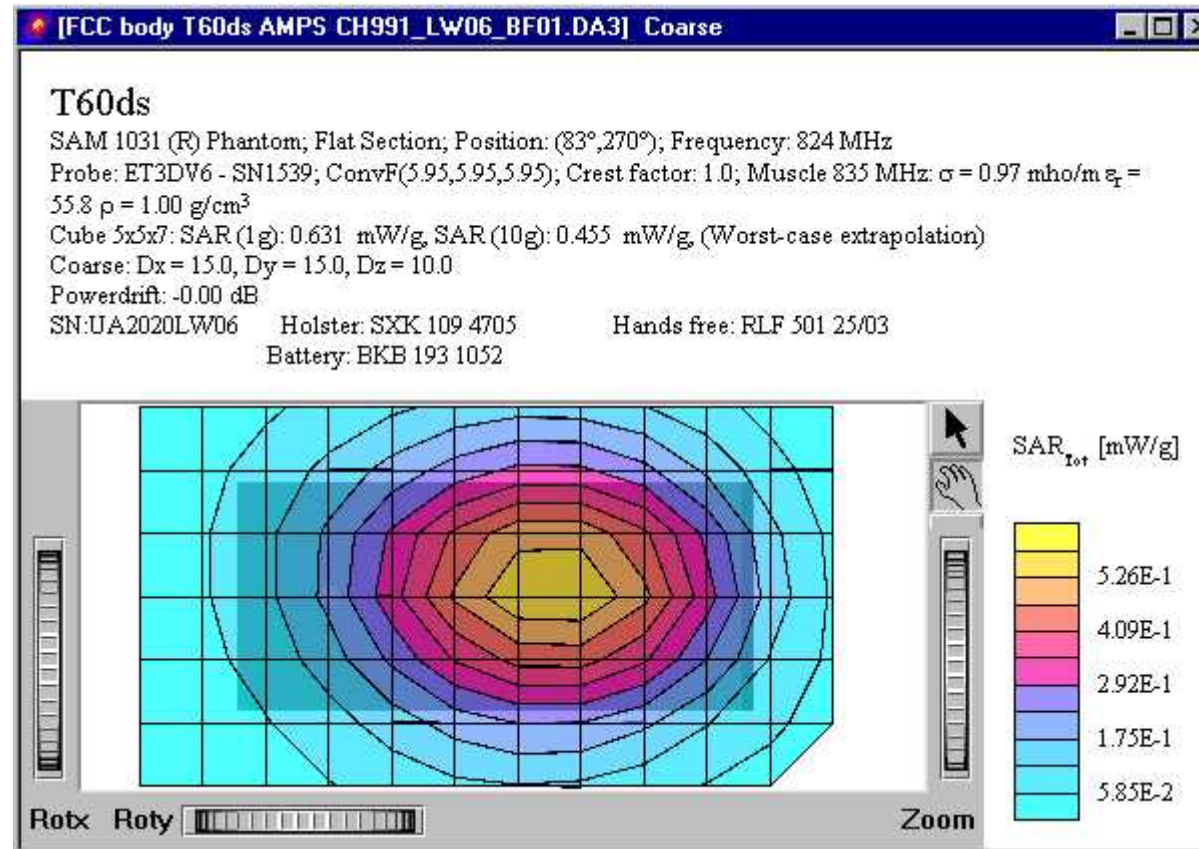 [FCC body T60ds AMPS CH991_LW06_BF01.DA3] Coarse
T60ds
SAM 1031 (R) Phantom; Flat Section; Position: (83°,270°); Frequency: 824 MHz
Probe: ET3DV6 - SN1539; ConvF(5.95,5.95,5.95); Crest factor: 1.0; Muscle 835 MHz: σ = 0.97 mho/m εr =
55.8 ρ = 1.00 g/cm³
Cube 5x5x7: SAR (1g): 0.631 mW/g, SAR (10g): 0.455 mW/g, (Worst-case extrapolation)
Coarse: Dx = 15.0, Dy = 15.0, Dz = 10.0
Powerdrift: -0.00 dB
SN:UA2020LW06 Holster: SXK 109 4705 Hands free: RLF 501 25/03
Battery: BKB 193 1052
SAR Tot [mW/g]
5.26E-1
4.09E-1
2.92E-1
1.75E-1
5.85E-2
Rotx Roty Zoom